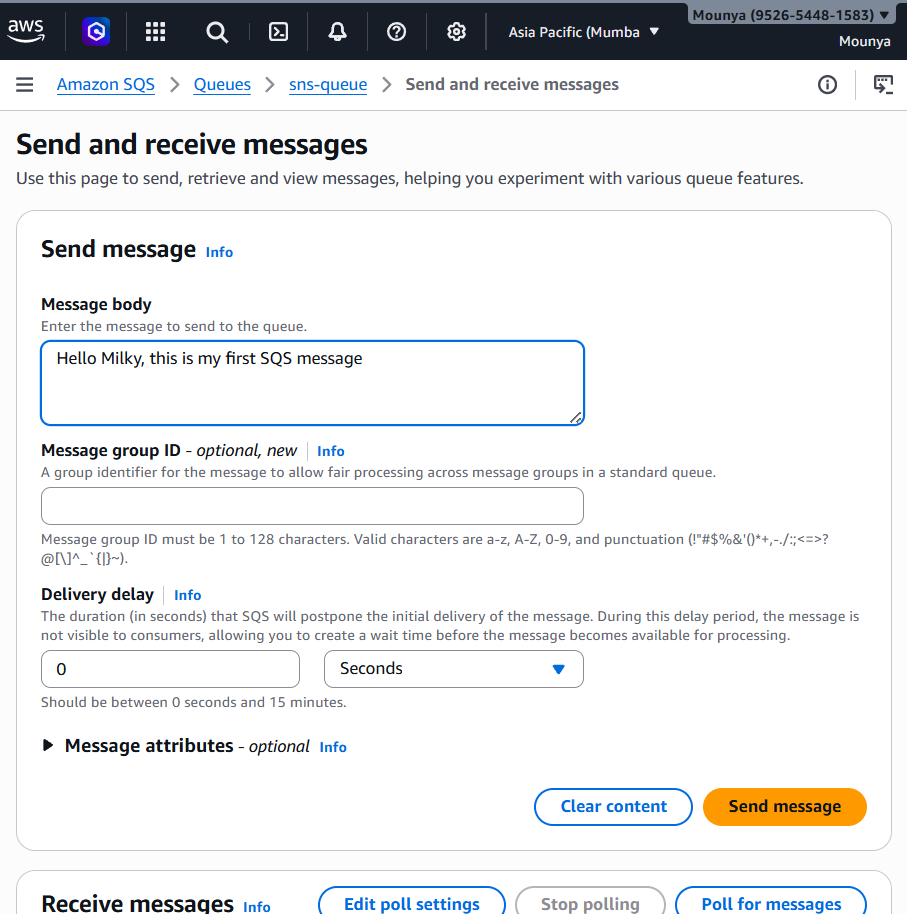 aws
Asia Pacific (Mumba
Mounya (9526-5448-1583)
Mounya
Amazon SQS
Queues
sns-queue
Send and receive messages
Send and receive messages
Use this page to send, retrieve and view messages, helping you experiment with various queue features.
Send message Info
Message body
Enter the message to send to the queue.
Hello Milky, this is my first SQS message
Message group ID - optional, new Info
A group identifier for the message to allow fair processing across message groups in a standard queue.
Message group ID must be 1 to 128 characters. Valid characters are a-z, A-Z, 0-9, and punctuation (!"#$%&'()*+,-./:;<=>?
@[\]^_`{|}~).
Delivery delay Info
The duration (in seconds) that SQS will postpone the initial delivery of the message. During this delay period, the message is
not visible to consumers, allowing you to create a wait time before the message becomes available for processing.
0 Seconds
Should be between 0 seconds and 15 minutes.
Message attributes - optional Info
Clear content Send message
Receive messages Info Edit poll settings Stop polling Poll for messages